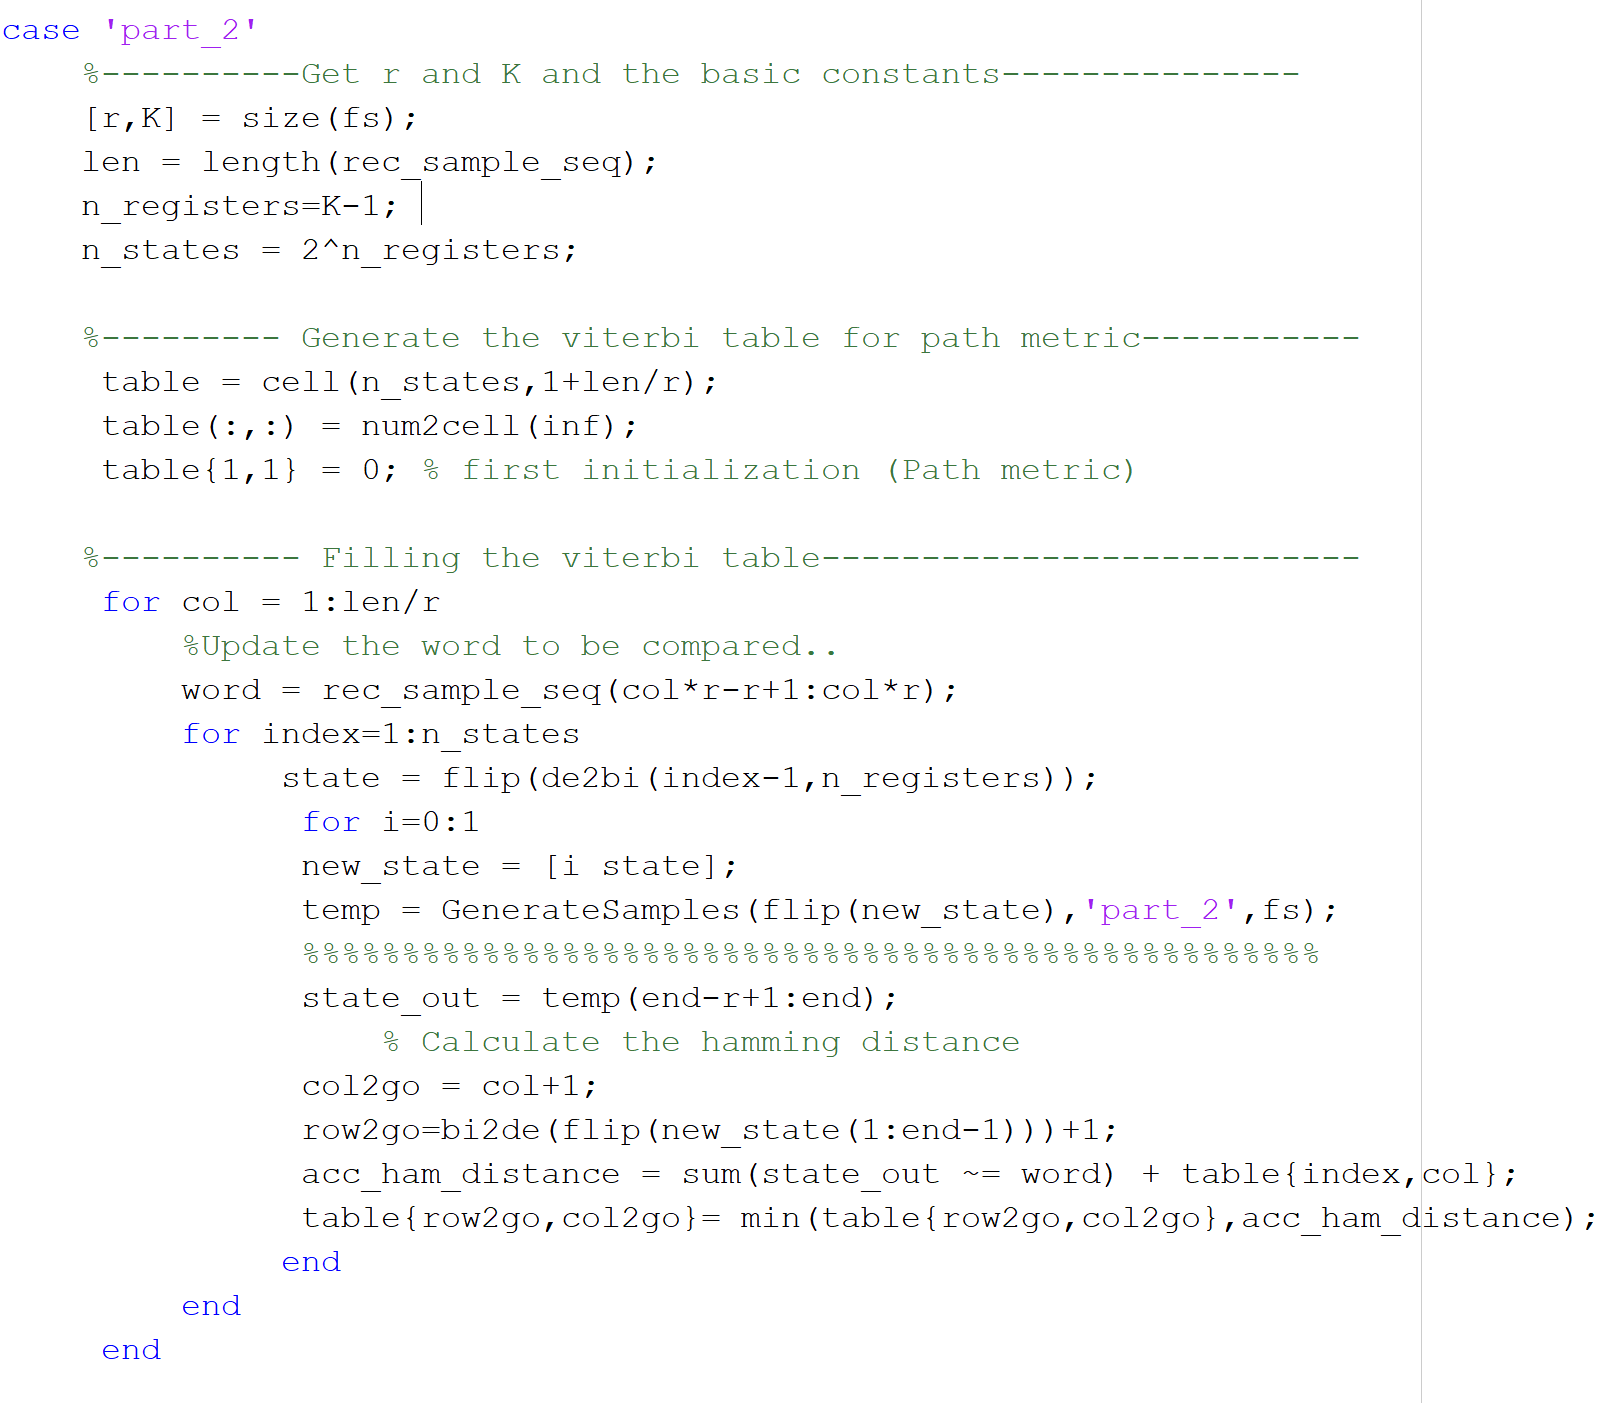 case 'part_2'
%----------Get r and K and the basic constants---------------
[r,K] = size(fs);
len = length(rec_sample_seq);
n_registers=K-1;
n_states = 2^n_registers;
%--------- Generate the viterbi table for path metric-----------
table = cell(n_states,1+len/r);
table(:,:) = num2cell(inf);
table{1,1} = 0; % first initialization (Path metric)
%---------- Filling the viterbi table---------------------------
for col = 1:len/r
%Update the word to be compared..
word = rec_sample_seq(col*r-r+1:col*r);
for index=1:n_states
state = flip(de2bi(index-1,n_registers));
for i=0:1
new_state = [i state];
temp = GenerateSamples(flip(new_state),'part_2',fs);
%%%%%%%%%%%%%%%%%%%%%%%%%%%%%%%%%%%%%%%%%%%%%%%%%%%
state_out = temp(end-r+1:end);
% Calculate the hamming distance
col2go = col+1;
row2go=bi2de(flip(new_state(1:end-1)))+1;
acc_ham_distance = sum(state_out ~= word) + table{index,col};
table{row2go,col2go}= min(table{row2go,col2go},acc_ham_distance);
end
end
end